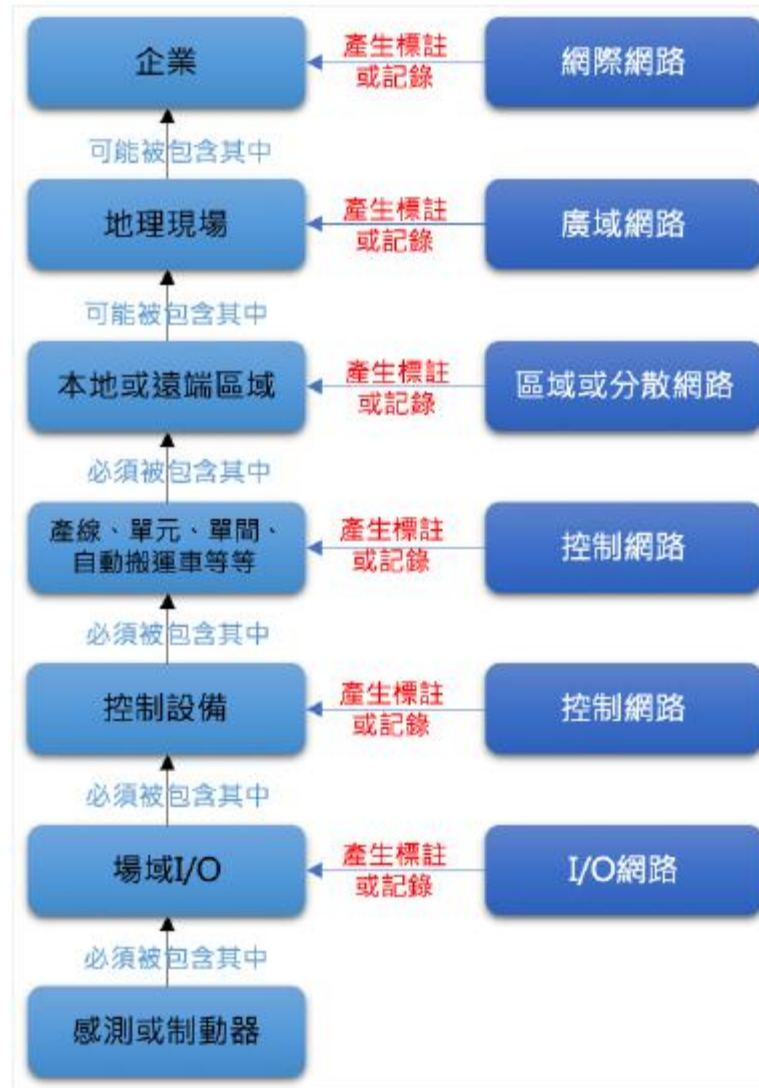 企業
產生標註
或記錄
網際網路
可能被包含其中
地理現場
產生標註
或記錄
廣域網路
可能被包含其中
本地或遠端區域
產生標註
或記錄
區域或分散網路
必須被包含其中
產線、單元、單間、
自動搬運車等等
產生標註
或記錄
控制網路
必須被包含其中
控制設備
產生標註
或記錄
控制網路
必須被包含其中
場域I/O
產生標註
或記錄
I/O網路
必須被包含其中
感測或制動器